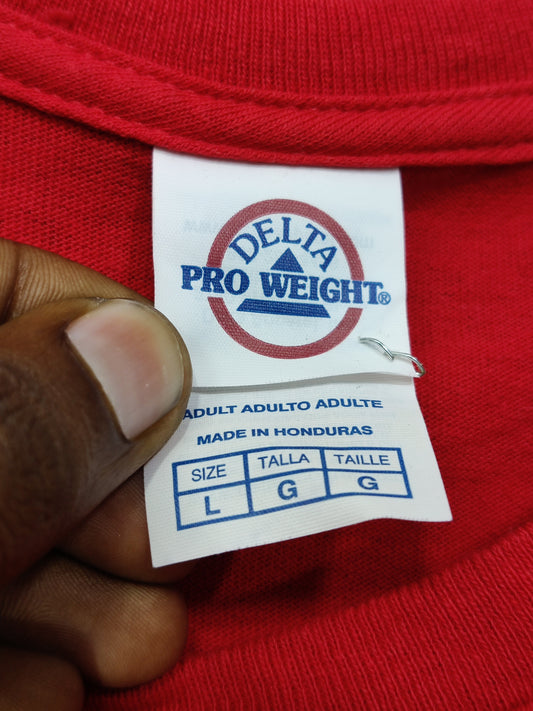 DELTA
PRO WEIGHT®
ADULT ADULTO ADULTE
MADE IN HONDURAS
SIZE TALLA TAILLE
L G G